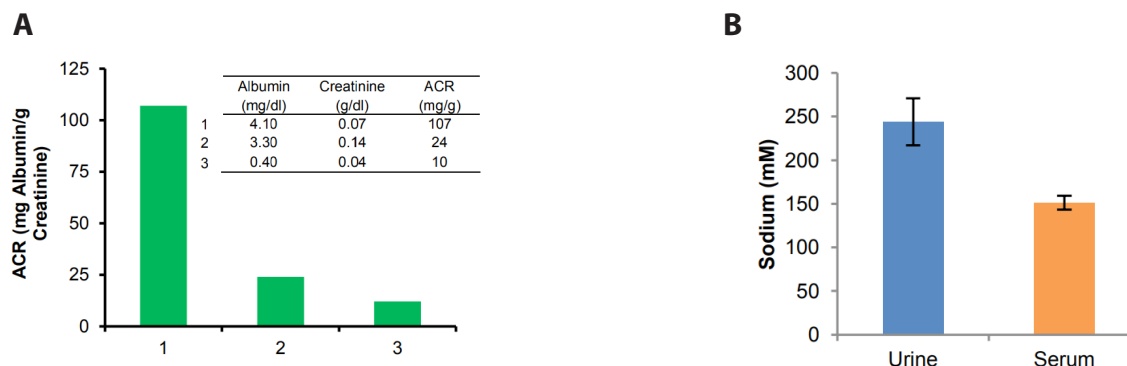 A
ACR (mg Albumin/g
Creatinine)
125
100
75
50
25
0
1
2
3
Albumin Creatinine ACR
(mg/dl) (g/dl) (mg/g)
1 4.10 0.07 107
2 3.30 0.14 24
3 0.40 0.04 10
B
Sodium (mM)
300
250
200
150
100
50
0
Urine
Serum